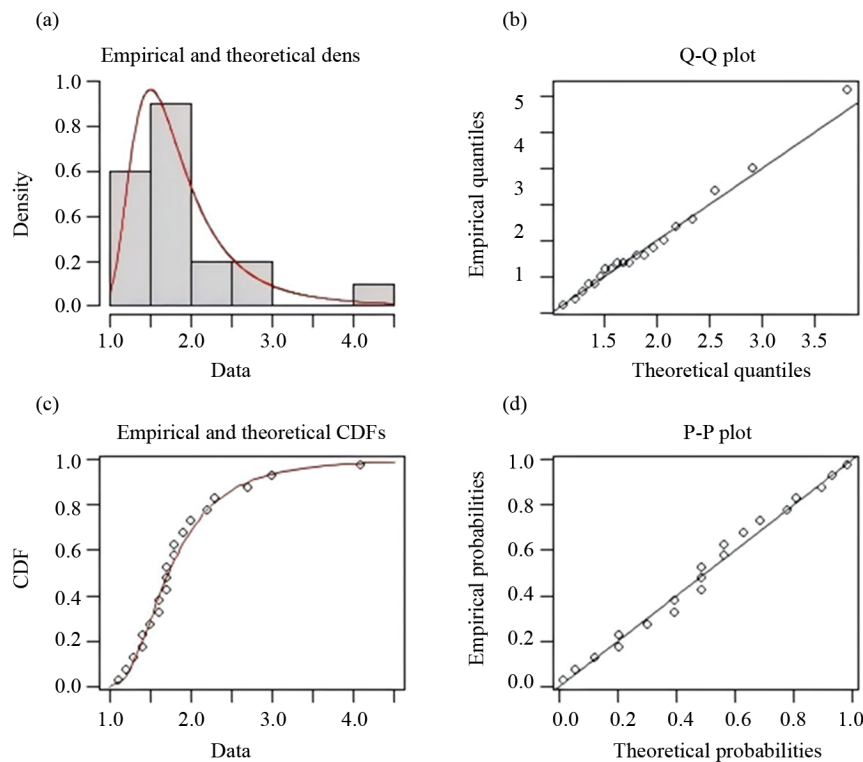 (a)
Empirical and theoretical dens
1.0
0.8
0.6
0.6
0.2
0.0
Density
1.0 2.0 3.0 4.0
Data
(b)
Q-Q plot
5
4
3
2
1
Empirical quantiles
1.5 2.0 2.5 3.0 3.5
Theoretical quantiles
(c)
Empirical and theoretical CDFs
1.0
0.8
0.6
0.4
0.2
0.0
CDF
1.0 2.0 3.0 4.0
Data
(d)
P-P plot
1.0
0.8
0.6
0.4
0.2
0.0
Empirical probabilities
0.0 0.2 0.4 0.6 0.8 1.0
Theoretical probabilities